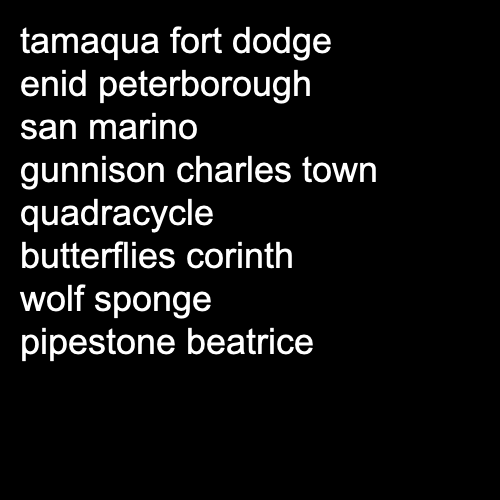 tamaqua fort dodge
enid peterborough
san marino
gunnison charles town
quadracycle
butterflies corinth
wolf sponge
pipestone beatrice